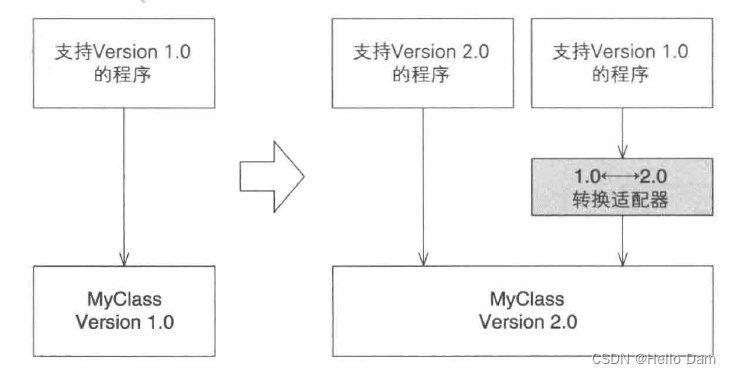 支持Version 1.0
的程序
支持Version 2.0
的程序
支持Version 1.0
的程序
1.0←→2.0
转换适配器
MyClass
Version 1.0
MyClass
Version 2.0
CSDN @Hello Dam